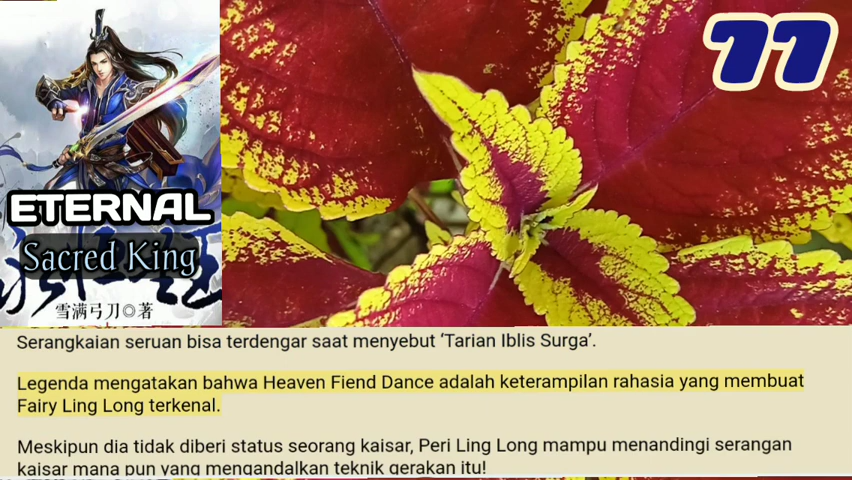 77
ETERNAL
Sacred King
雪满弓刀◎著
Serangkaian seruan bisa terdengar saat menyebut ‘Tarian Iblis Surga’.
Legenda mengatakan bahwa Heaven Fiend Dance adalah keterampilan rahasia yang membuat
Fairy Ling Long terkenal.
Meskipun dia tidak diberi status seorang kaisar, Peri Ling Long mampu menandingi serangan
kaisar mana pun yang mengandalkan teknik gerakan itu!